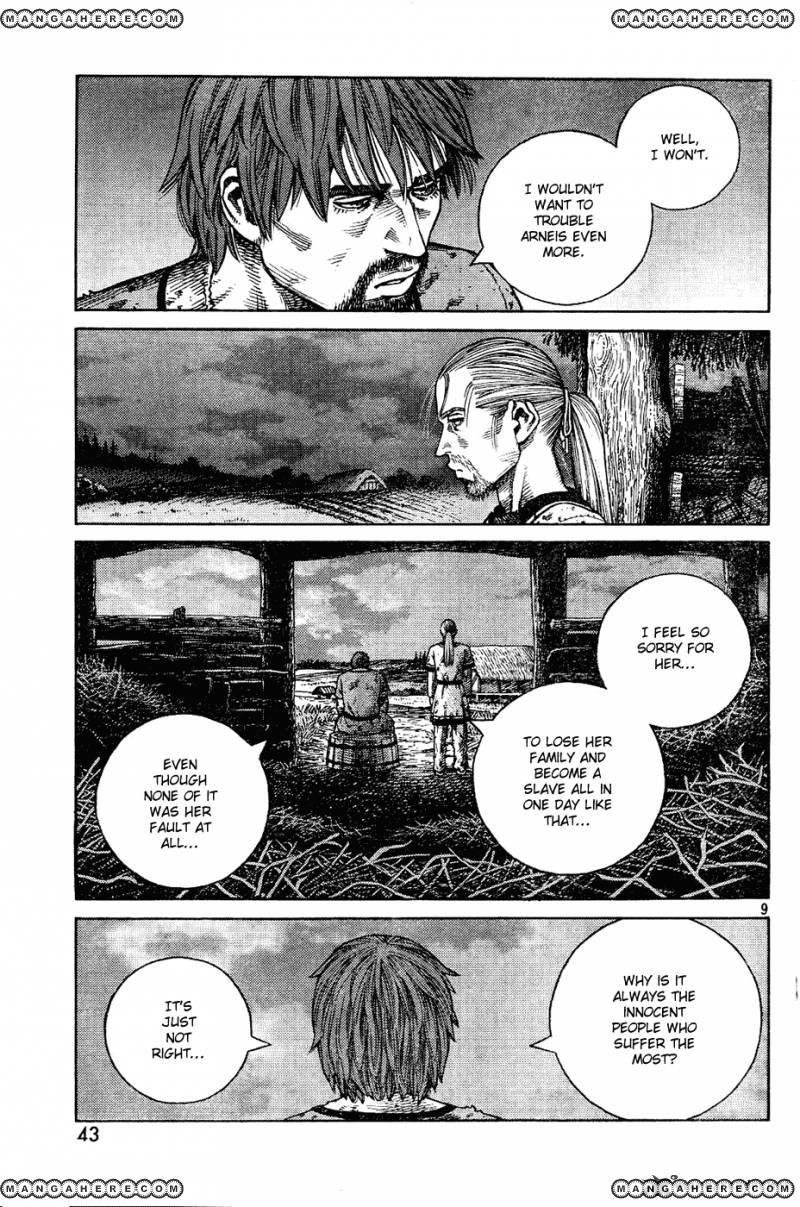 MANGAHERE.COM
MANGAHERE.COM
WELL,
I WON'T.
I WOULDN'T
WANT TO
TROUBLE
ARNEIS EVEN
MORE.
I FEEL SO
SORRY FOR
HER...
TO LOSE HER
FAMILY AND
BECOME A
SLAVE ALL IN
ONE DAY LIKE
THAT...
EVEN
THOUGH
NONE OF IT
WAS HER
FAULT AT
ALL...
9
WHY IS IT
ALWAYS THE
INNOCENT
PEOPLE WHO
SUFFER THE
MOST?
IT'S
JUST
NOT
RIGHT...
43
MANGAHERE.COM
MANGAHERE.COM